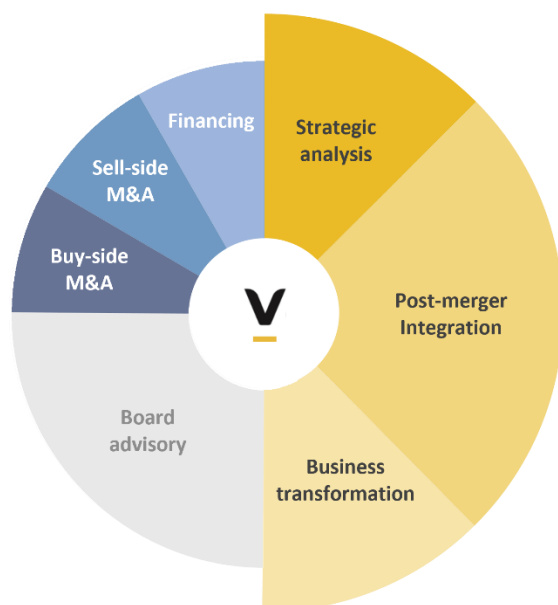 Financing
Strategic
analysis
Sell-side
M&A
Buy-side
M&A
V
Post-merger
Integration
Board
advisory
Business
transformation